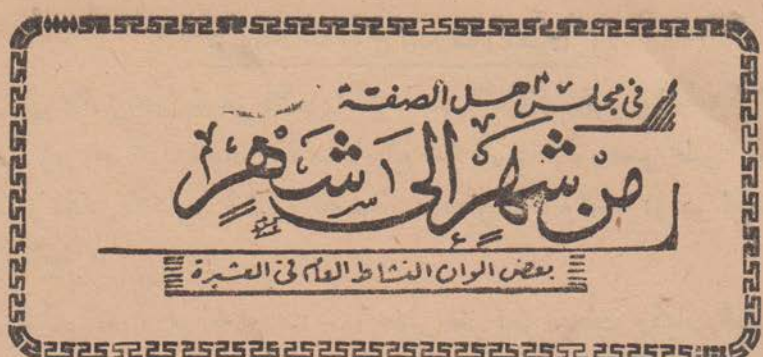 في مجلس أهل الصفة
من شهرٍ إلى شهرٍ
بعض ألوان النشاط العام في العشيرة